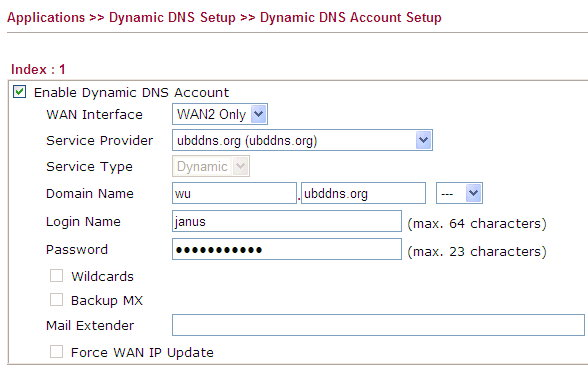 Applications >> Dynamic DNS Setup >> Dynamic DNS Account Setup
Index : 1
Enable Dynamic DNS Account
WAN Interface WAN2 Only
Service Provider ubddns.org (ubddns.org)
Service Type Dynamic
Domain Name wu . ubddns.org ---
Login Name janus (max. 64 characters)
Password ●●●●●●●●●●● (max. 23 characters)
Wildcards
Backup MX
Mail Extender
Force WAN IP Update